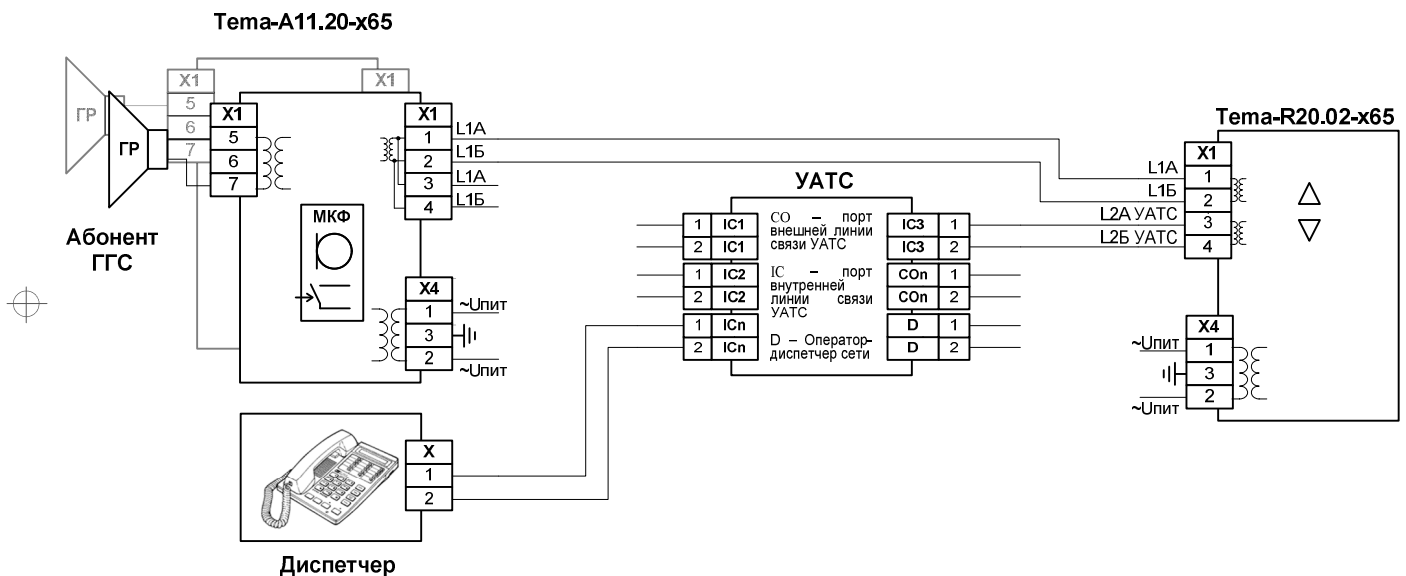 Tema-A11.20-x65
X1
5
6
7
X1
ГР
ГР
X1
5
6
7
X1
1
2
3
4
L1А
L1Б
L1А
L1Б
МКФ
X4
1
3
2
~Uпит
~Uпит
Абонент
ГГС
X
1
2
Диспетчер
УАТС
1 IC1
2 IC1
1 IC2
2 IC2
1 ICn
2 ICn
CO – порт
внешней линии
связи УАТС
IC – порт
внутренней
линии связи
УАТС
D – Оператор-
диспетчер сети
IC3 1
IC3 2
COn 1
COn 2
D 1
D 2
Tema-R20.02-x65
L1А
L1Б
L2А УАТС
L2Б УАТС
X1
1
2
3
4
X4
1
3
2
~Uпит
~Uпит